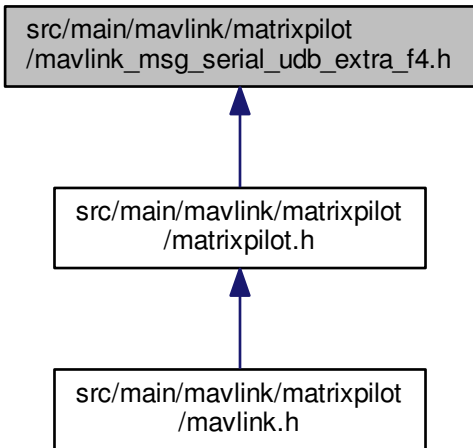 src/main/mavlink/matrixpilot
/mavlink_msg_serial_udb_extra_f4.h
src/main/mavlink/matrixpilot
/matrixpilot.h
src/main/mavlink/matrixpilot
/mavlink.h